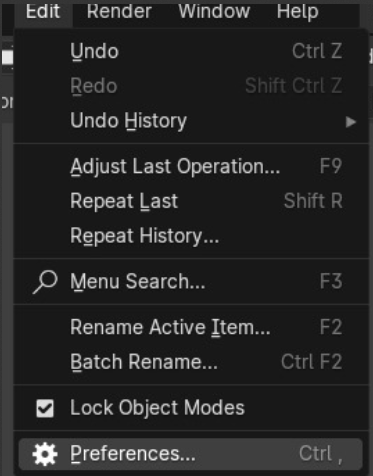 Edit Render Window Help
Undo Ctrl Z
Redo Shift Ctrl Z
Undo History
Adjust Last Operation... F9
Repeat Last Shift R
Repeat History...
Menu Search... F3
Rename Active Item... F2
Batch Rename... Ctrl F2
Lock Object Modes
Preferences... Ctrl ,